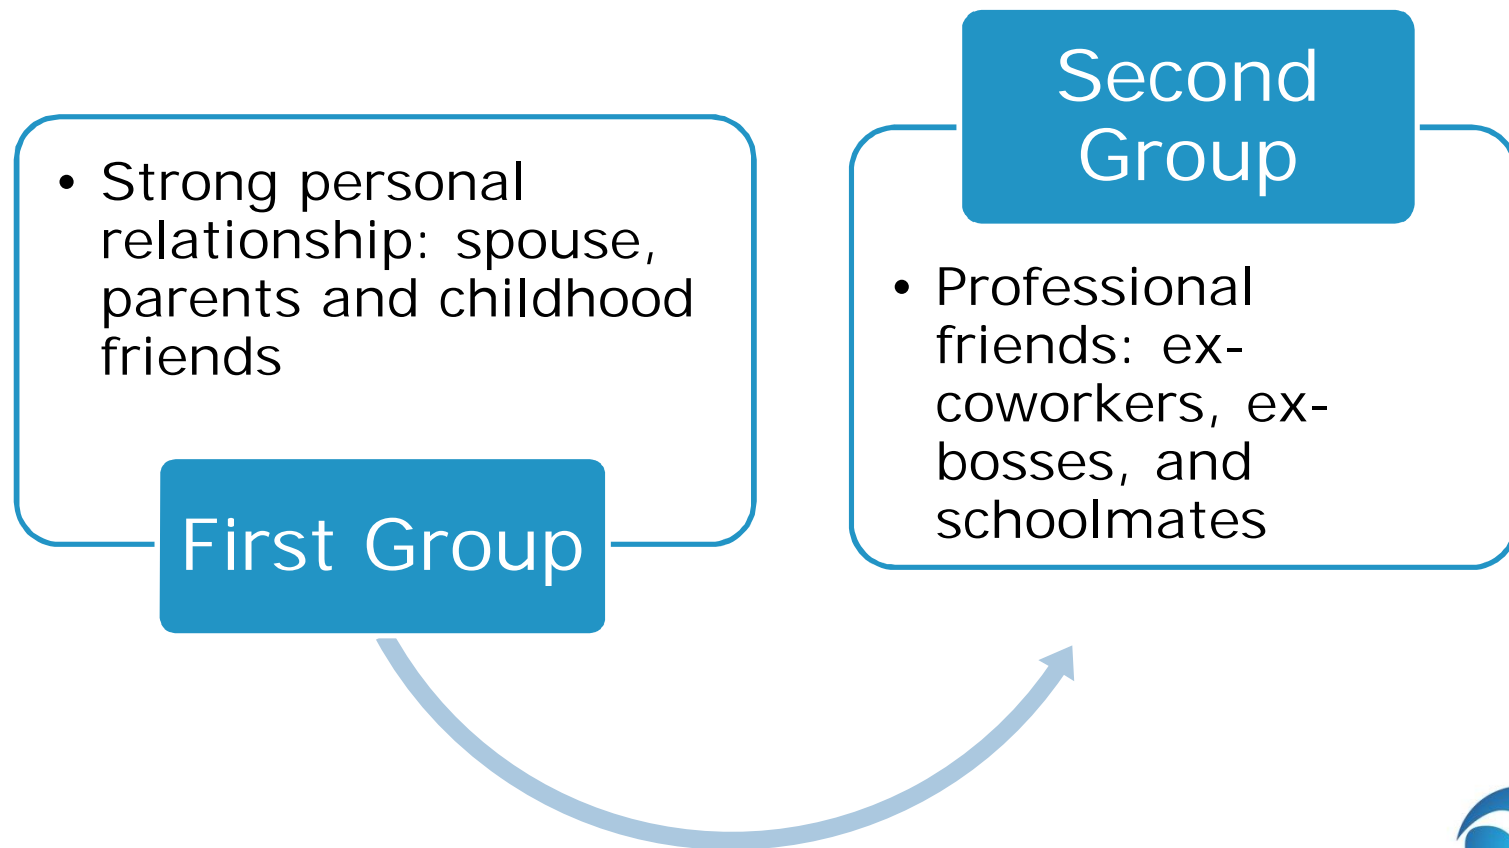 • Strong personal
relationship: spouse,
parents and childhood
friends
First Group
Second
Group
• Professional
friends: ex-
coworkers, ex-
bosses, and
schoolmates